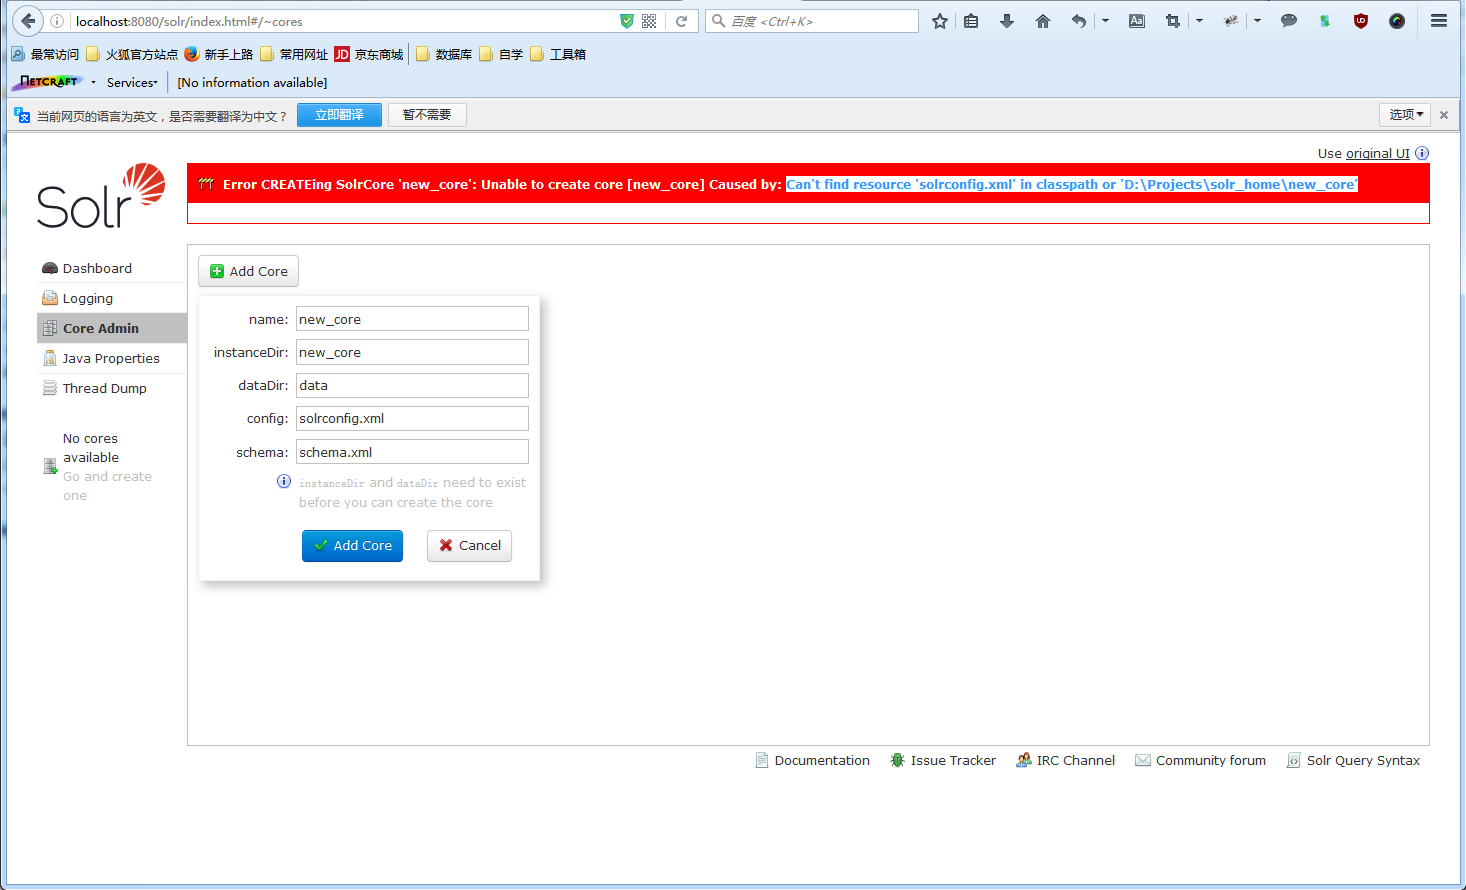 localhost:8080/solr/index.html#/~cores
百度 <Ctrl+K>
最常访问 火狐官方站点 新手上路 常用网址 JD 京东商城 数据库 自学 工具箱
NETCRAFT Services [No information available]
当前网页的语言为英文，是否需要翻译为中文？ 立即翻译 暂不需要 选项
Use original UI
Solr
Error CREATEing SolrCore 'new_core': Unable to create core [new_core] Caused by: Can't find resource 'solrconfig.xml' in classpath or 'D:\Projects\solr_home\new_core'
Dashboard
Logging
Core Admin
Java Properties
Thread Dump
No cores
available
Go and create
one
Add Core
name: new_core
instanceDir: new_core
dataDir: data
config: solrconfig.xml
schema: schema.xml
instanceDir and dataDir need to exist
before you can create the core
Add Core Cancel
Documentation Issue Tracker IRC Channel Community forum Solr Query Syntax